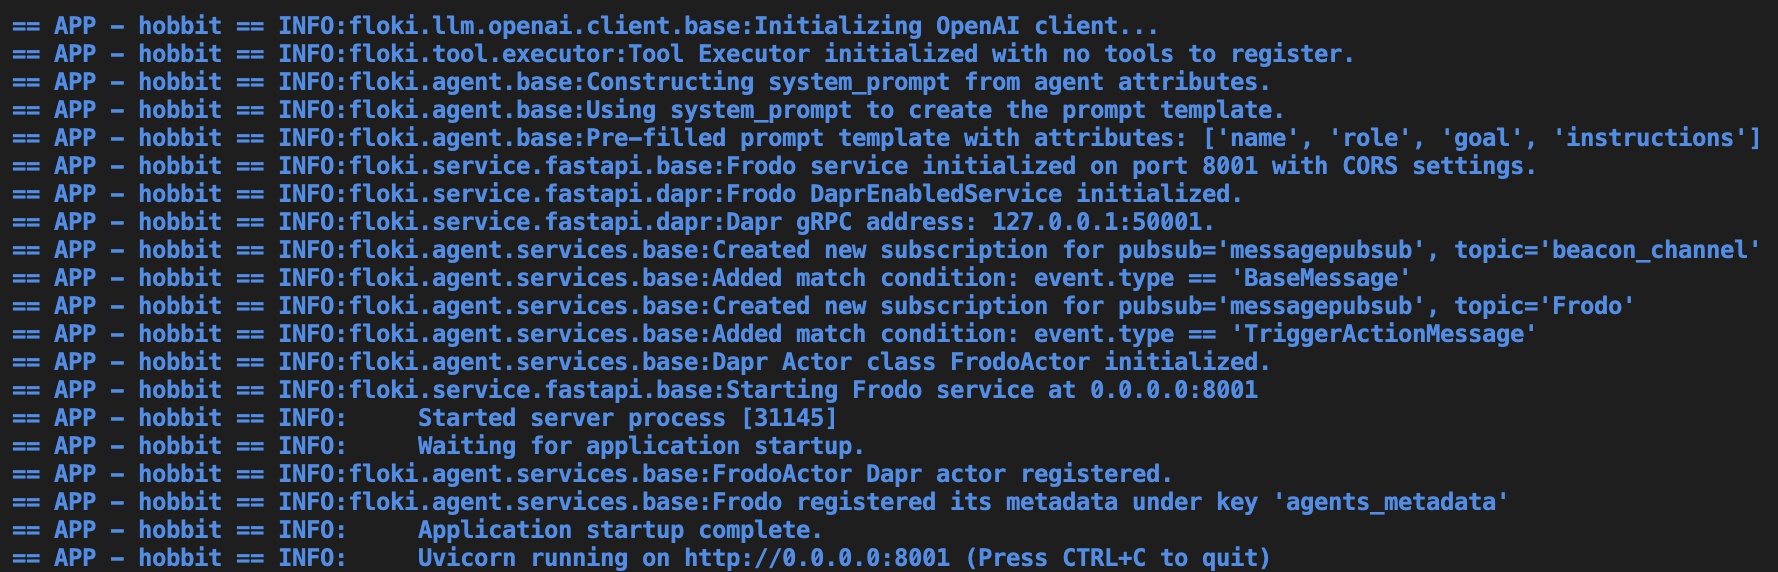 == APP - hobbit == INFO:floki.llm.openai.client.base:Initializing OpenAI client...
== APP - hobbit == INFO:floki.tool.executor:Tool Executor initialized with no tools to register.
== APP - hobbit == INFO:floki.agent.base:Constructing system_prompt from agent attributes.
== APP - hobbit == INFO:floki.agent.base:Using system_prompt to create the prompt template.
== APP - hobbit == INFO:floki.agent.base:Pre-filled prompt template with attributes: ['name', 'role', 'goal', 'instructions']
== APP - hobbit == INFO:floki.service.fastapi.base:Frodo service initialized on port 8001 with CORS settings.
== APP - hobbit == INFO:floki.service.fastapi.dapr:Frodo DaprEnabledService initialized.
== APP - hobbit == INFO:floki.service.fastapi.dapr:Dapr gRPC address: 127.0.0.1:50001.
== APP - hobbit == INFO:floki.agent.services.base:Created new subscription for pubsub='messagepubsub', topic='beacon_channel'
== APP - hobbit == INFO:floki.agent.services.base:Added match condition: event.type == 'BaseMessage'
== APP - hobbit == INFO:floki.agent.services.base:Created new subscription for pubsub='messagepubsub', topic='Frodo'
== APP - hobbit == INFO:floki.agent.services.base:Added match condition: event.type == 'TriggerActionMessage'
== APP - hobbit == INFO:floki.agent.services.base:Dapr Actor class FrodoActor initialized.
== APP - hobbit == INFO:floki.service.fastapi.base:Starting Frodo service at 0.0.0.0:8001
== APP - hobbit == INFO:     Started server process [31145]
== APP - hobbit == INFO:     Waiting for application startup.
== APP - hobbit == INFO:floki.agent.services.base:FrodoActor Dapr actor registered.
== APP - hobbit == INFO:floki.agent.services.base:Frodo registered its metadata under key 'agents_metadata'
== APP - hobbit == INFO:     Application startup complete.
== APP - hobbit == INFO:     Uvicorn running on http://0.0.0.0:8001 (Press CTRL+C to quit)